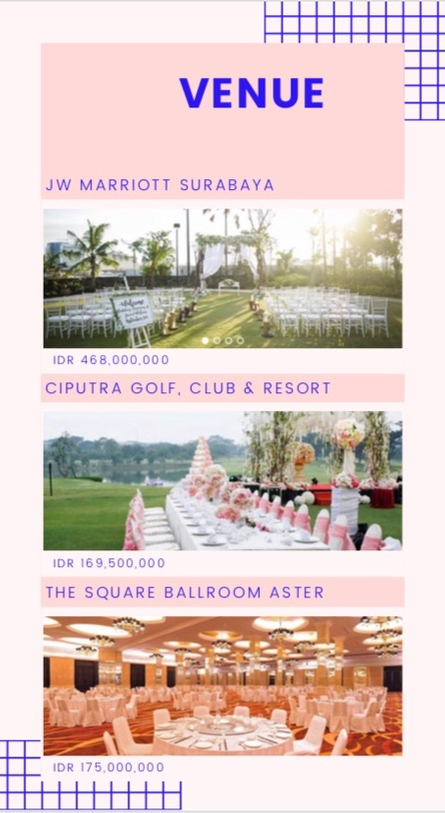 VENUE
JW MARRIOTT SURABAYA
IDR 468,000,000
CIPUTRA GOLF, CLUB & RESORT
IDR 169,500,000
THE SQUARE BALLROOM ASTER
IDR 175,000,000